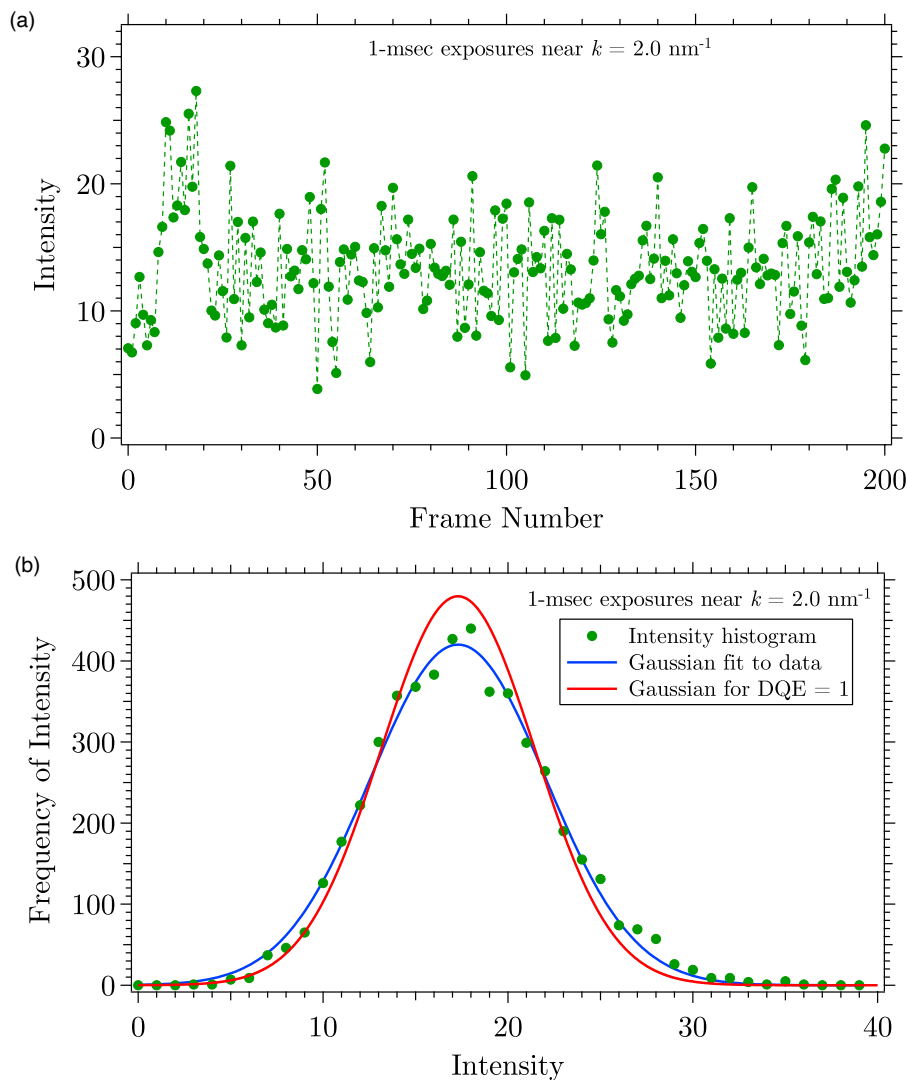 (a)
1-msec exposures near k = 2.0 nm⁻¹
30
20
10
0
Intensity
0 50 100 150 200
Frame Number
(b)
1-msec exposures near k = 2.0 nm⁻¹
Intensity histogram
Gaussian fit to data
Gaussian for DQE = 1
500
400
300
200
100
0
Frequency of Intensity
0 10 20 30 40
Intensity